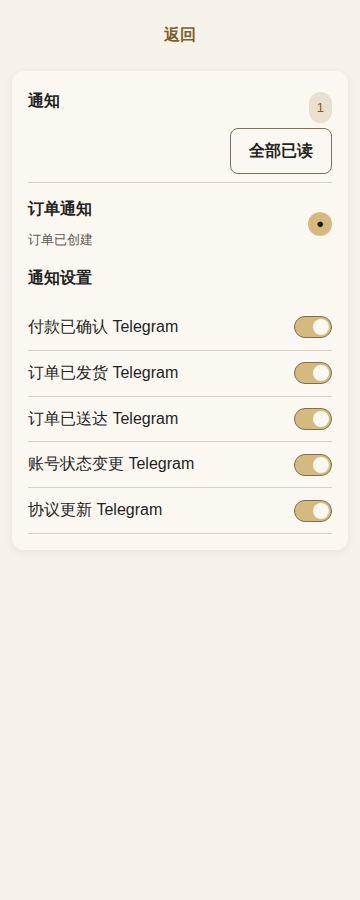 返回
通知
1
全部已读
订单通知
订单已创建
通知设置
付款已确认 Telegram
订单已发货 Telegram
订单已送达 Telegram
账号状态变更 Telegram
协议更新 Telegram